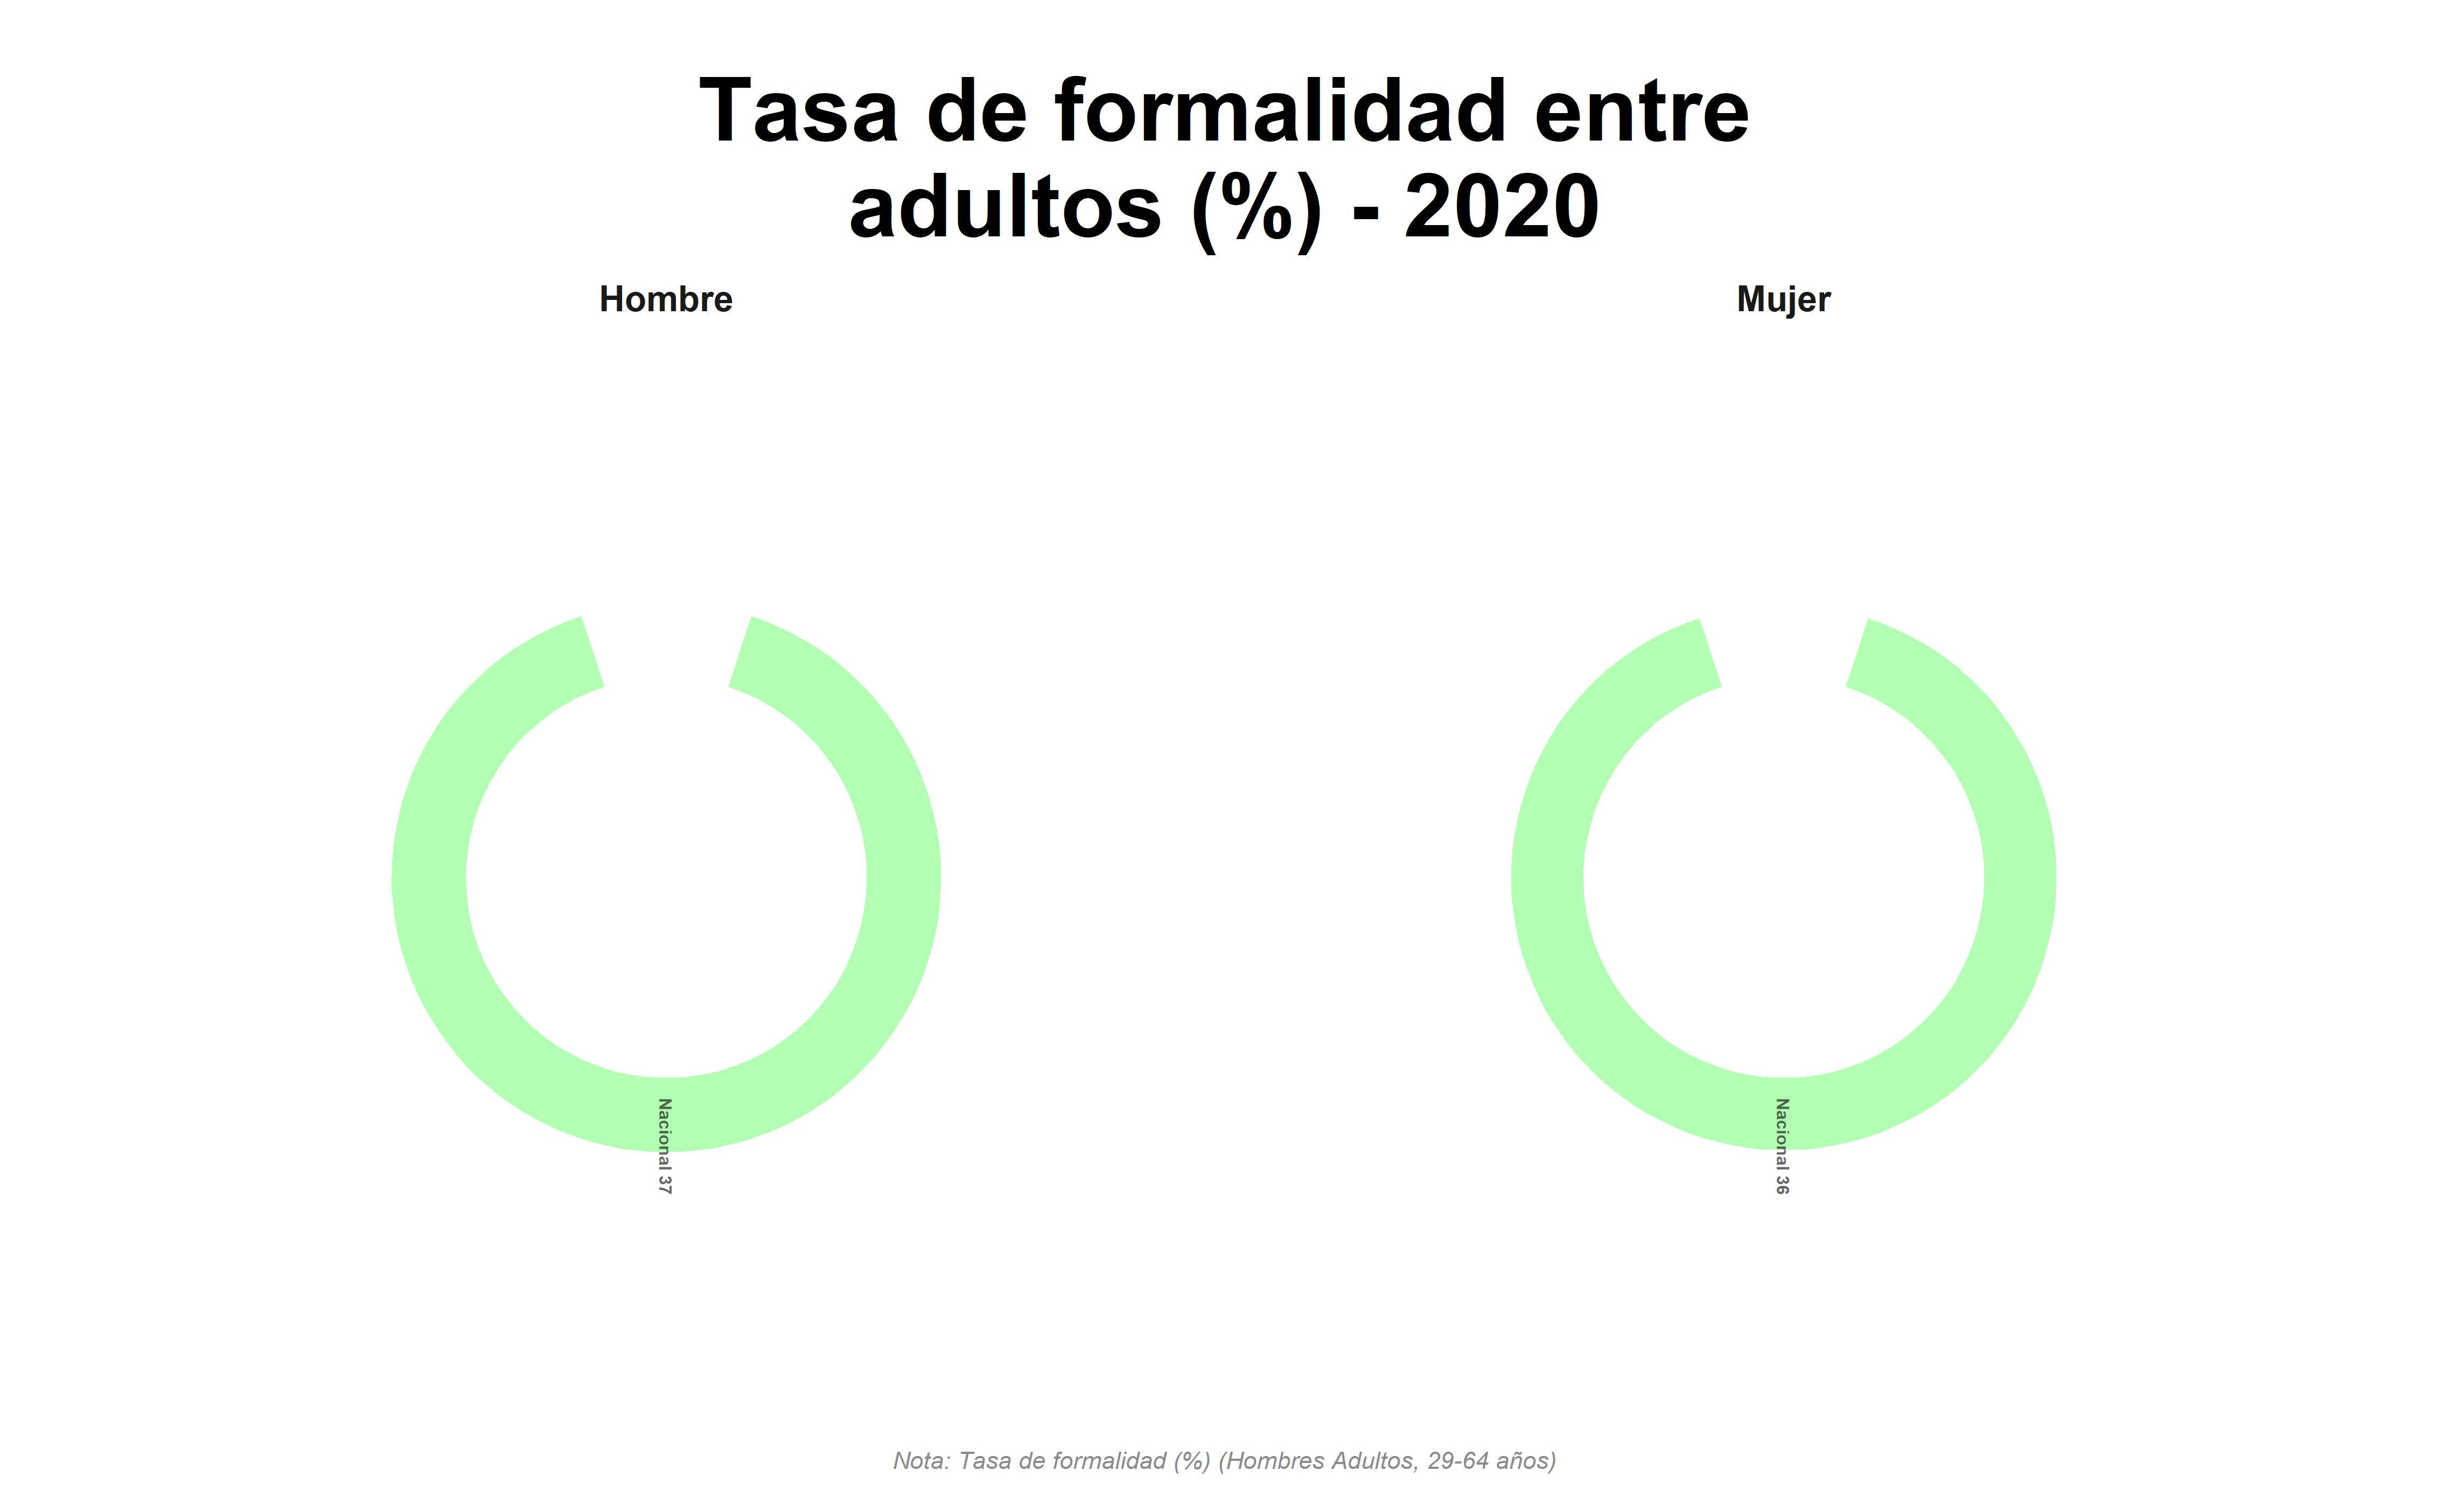 Tasa de formalidad entre
adultos (%) - 2020
Hombre
Mujer
Nacional 37
Nacional 36
Nota: Tasa de formalidad (%) (Hombres Adultos, 29-64 años)